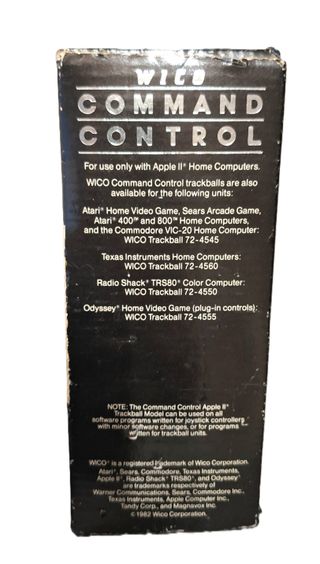 WICO
COMMAND
CONTROL
For use only with Apple II® Home Computers.
WICO Command Control trackballs are also
available for the following units:
Atari® Home Video Game, Sears Arcade Game,
Atari® 400™ and 800™ Home Computers,
and the Commodore VIC-20 Home Computer:
WICO Trackball 72-4545
Texas Instruments Home Computers:
WICO Trackball 72-4560
Radio Shack® TRS80® Color Computer:
WICO Trackball 72-4550
Odyssey® Home Video Game (plug-in controls):
WICO Trackball 72-4555
NOTE: The Command Control Apple II®
Trackball Model can be used on all
software programs written for joystick controllers
with minor software changes, or for programs
written for trackball units.
WICO® is a registered trademark of Wico Corporation.
Atari®, Sears, Commodore, Texas Instruments,
Apple II®, Radio Shack® TRS80®, and Odyssey®
are trademarks respectively of
Warner Communications, Sears, Commodore Inc.,
Texas Instruments, Apple Computer Inc.,
Tandy Corp., and Magnavox Inc.
©1982 Wico Corporation.